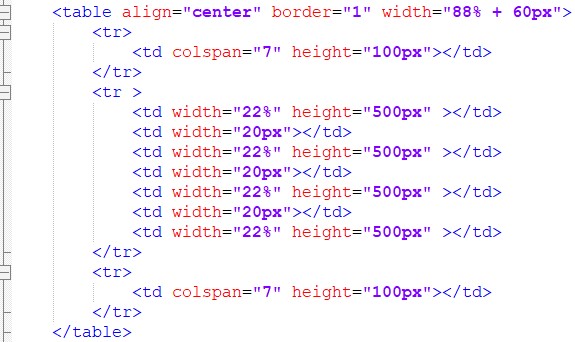 <table align="center" border="1" width="88% + 60px">
<tr>
<td colspan="7" height="100px"></td>
</tr>
<tr >
<td width="22%" height="500px" ></td>
<td width="20px"></td>
<td width="22%" height="500px" ></td>
<td width="20px"></td>
<td width="22%" height="500px" ></td>
<td width="20px"></td>
<td width="22%" height="500px" ></td>
</tr>
<tr>
<td colspan="7" height="100px"></td>
</tr>
</table>